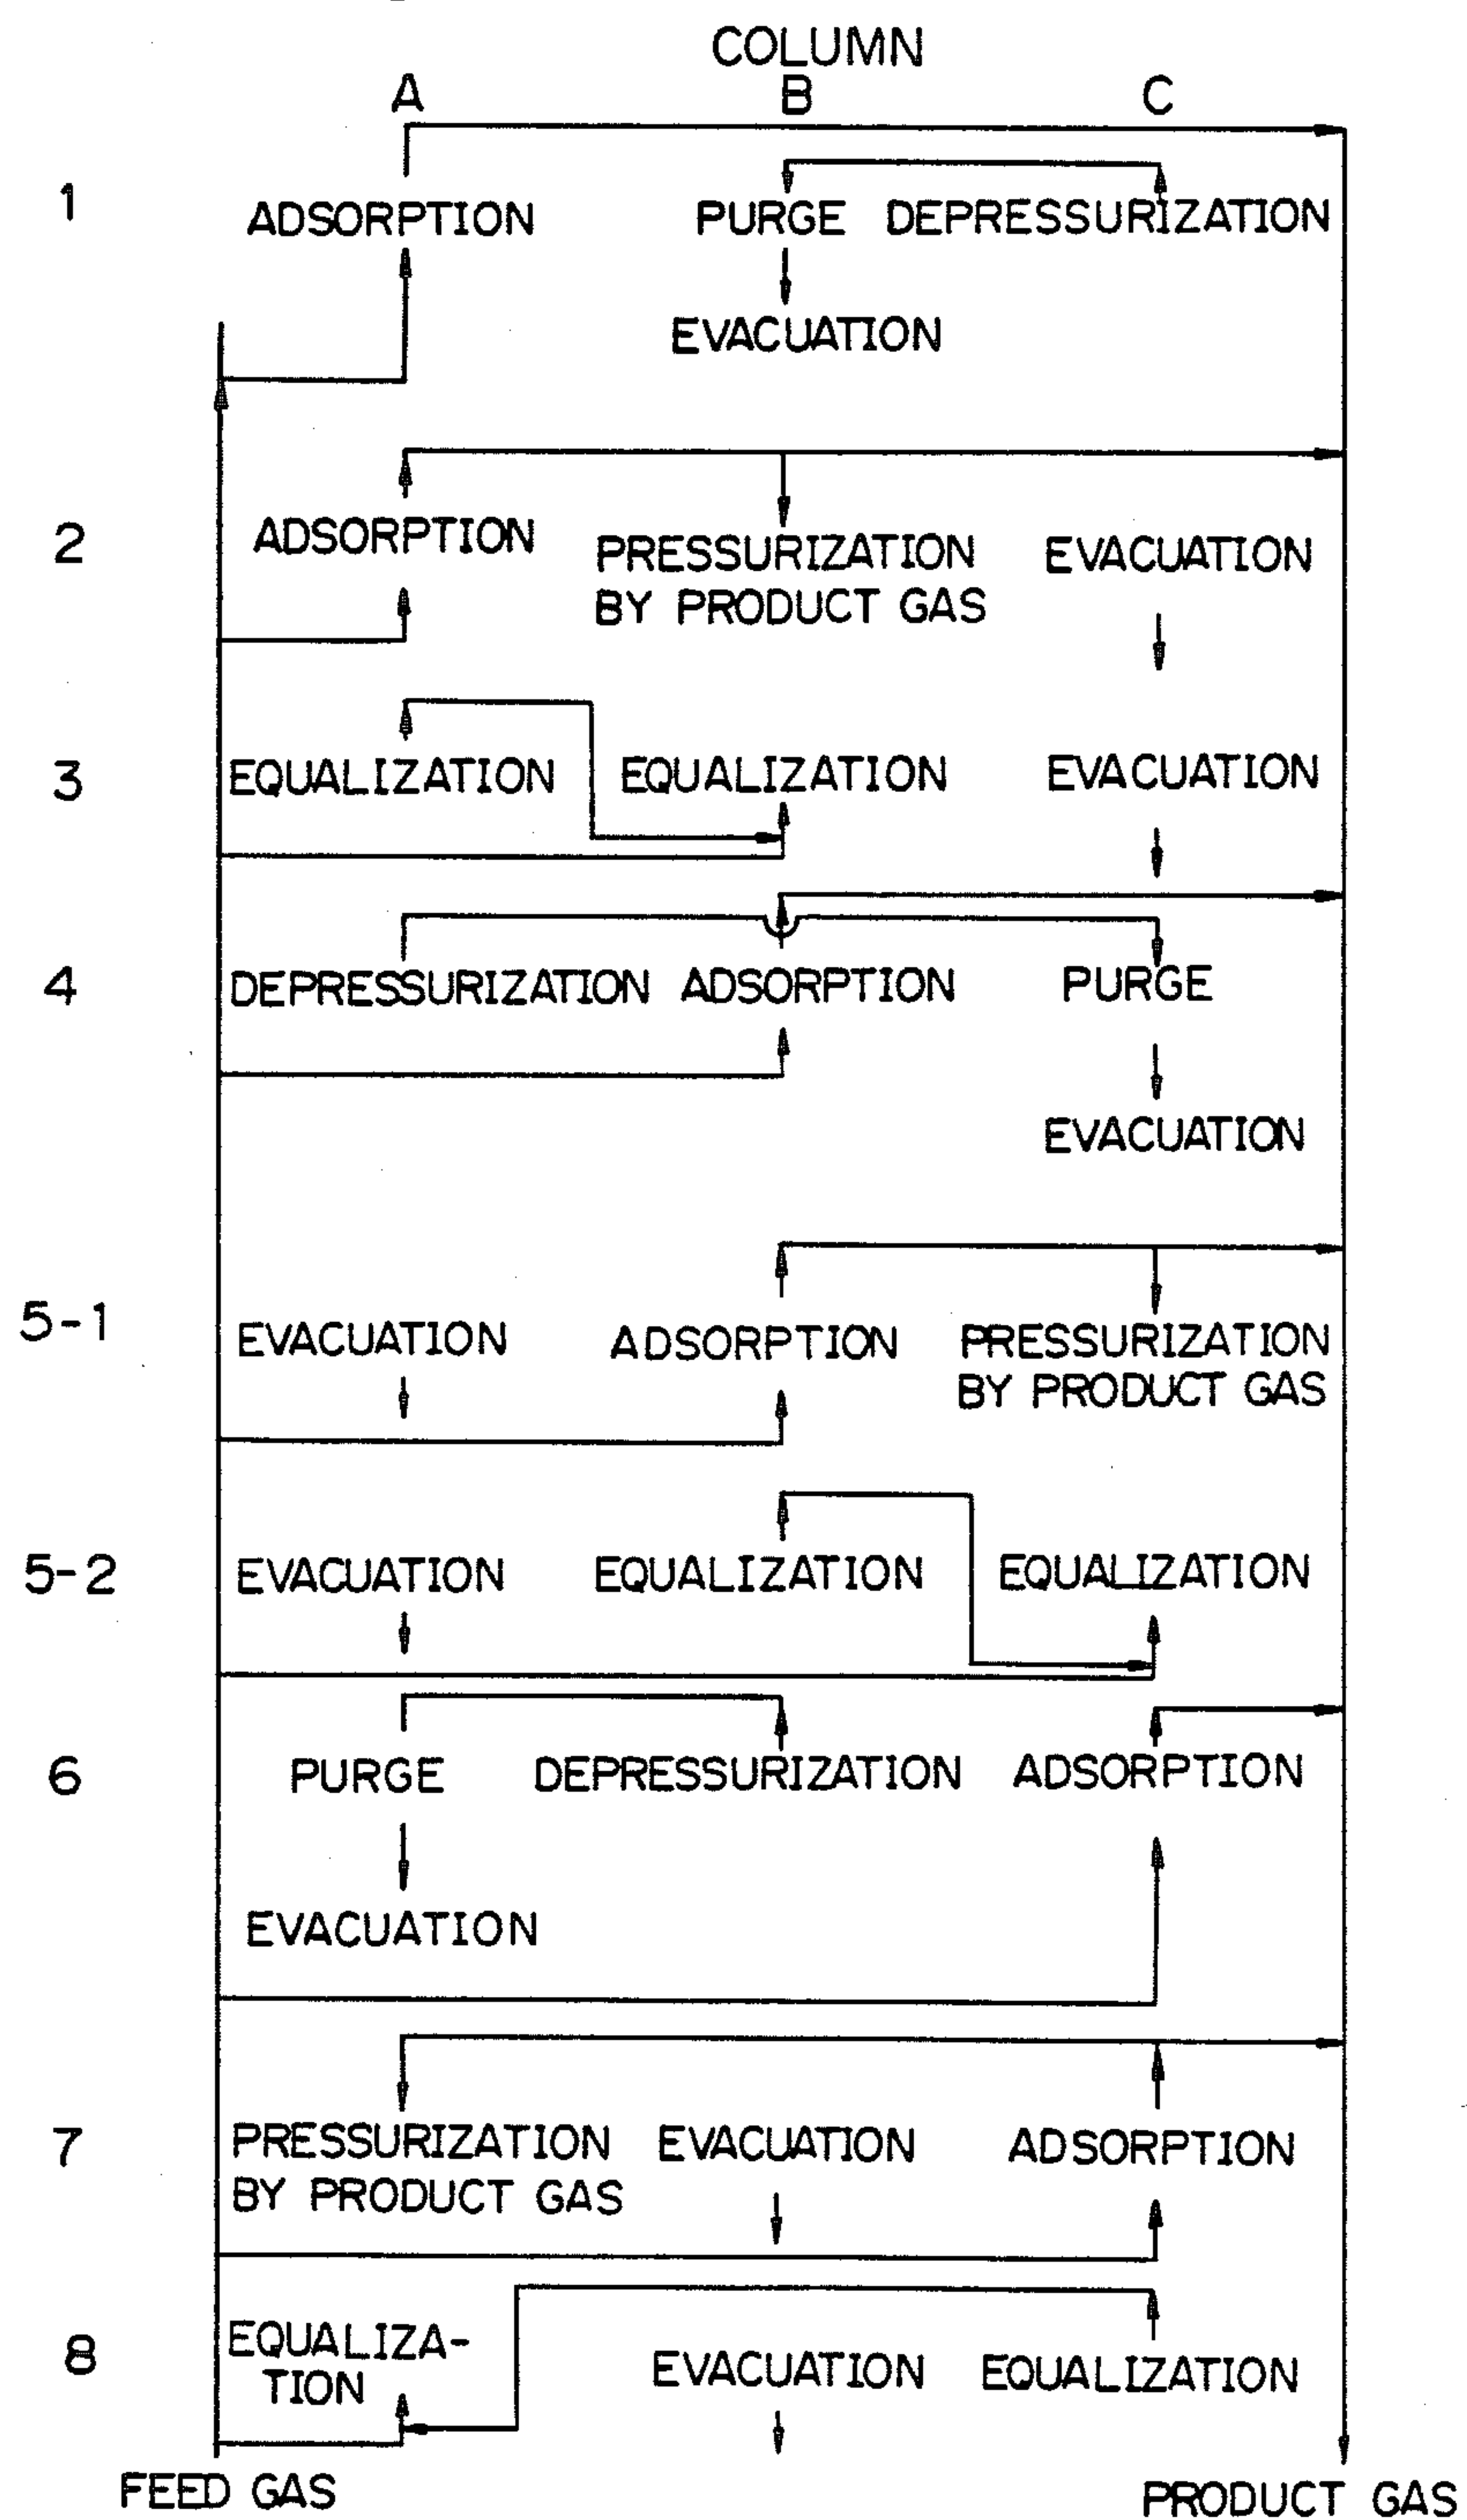 COLUMN
A B C
1
ADSORPTION PURGE DEPRESSURIZATION
EVACUATION
2
ADSORPTION PRESSURIZATION EVACUATION
BY PRODUCT GAS
3 EQUALIZATION EQUALIZATION EVACUATION
4 DEPRESSURIZATION ADSORPTION PURGE
EVACUATION
5-1 EVACUATION ADSORPTION PRESSURIZATION
BY PRODUCT GAS
5-2 EVACUATION EQUALIZATION EQUALIZATION
6 PURGE DEPRESSURIZATION ADSORPTION
EVACUATION
7 PRESSURIZATION EVACUATION ADSORPTION
BY PRODUCT GAS
8 EQUALIZA-
TION EVACUATION EQUALIZATION
FEED GAS PRODUCT GAS